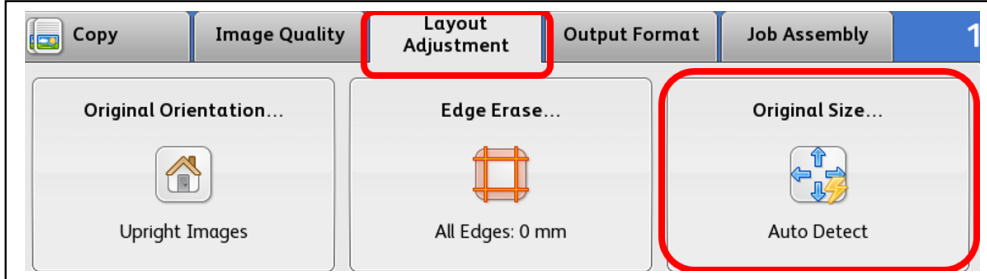 Copy
Image Quality
Layout
Adjustment
Output Format
Job Assembly
1
Original Orientation...
Edge Erase...
Original Size...
Upright Images
All Edges: 0 mm
Auto Detect